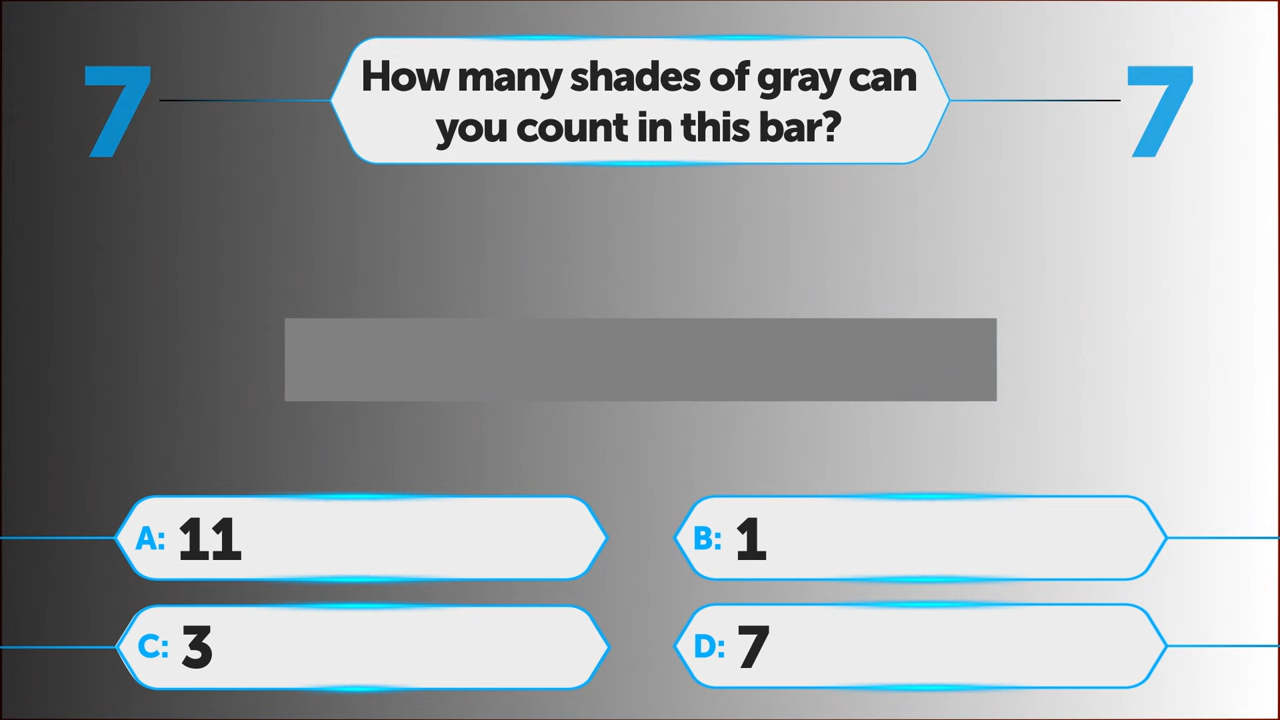 7
How many shades of gray can
you count in this bar?
7
A: 11
B: 1
C: 3
D: 7